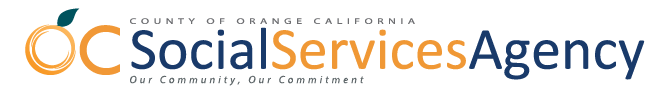 COUNTY OF ORANGE CALIFORNIA
OC SocialServicesAgency
Our Community, Our Commitment